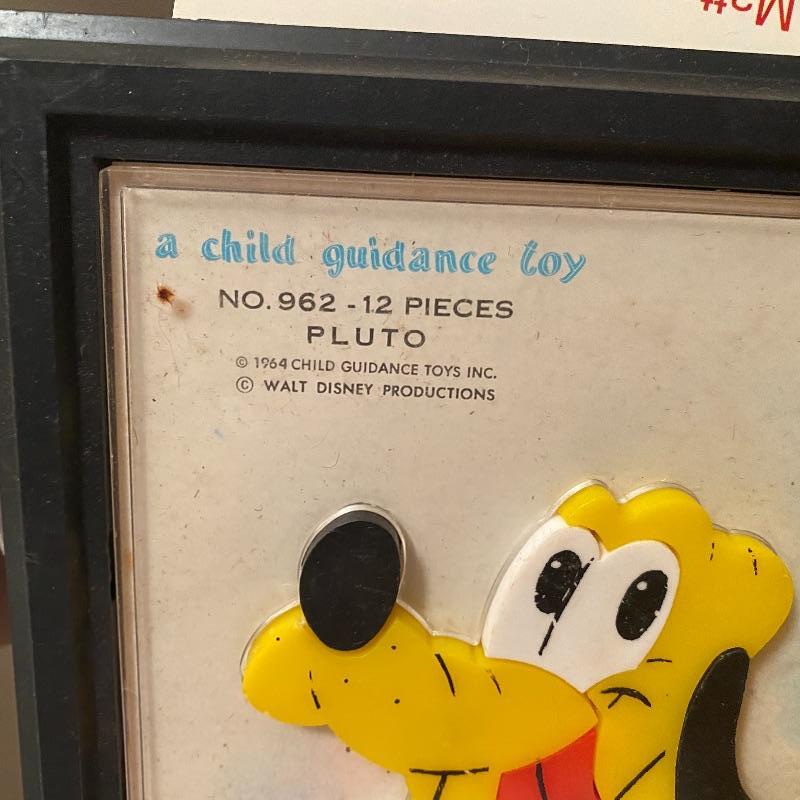 a child guidance toy
NO. 962 - 12 PIECES
PLUTO
© 1964 CHILD GUIDANCE TOYS INC.
© WALT DISNEY PRODUCTIONS